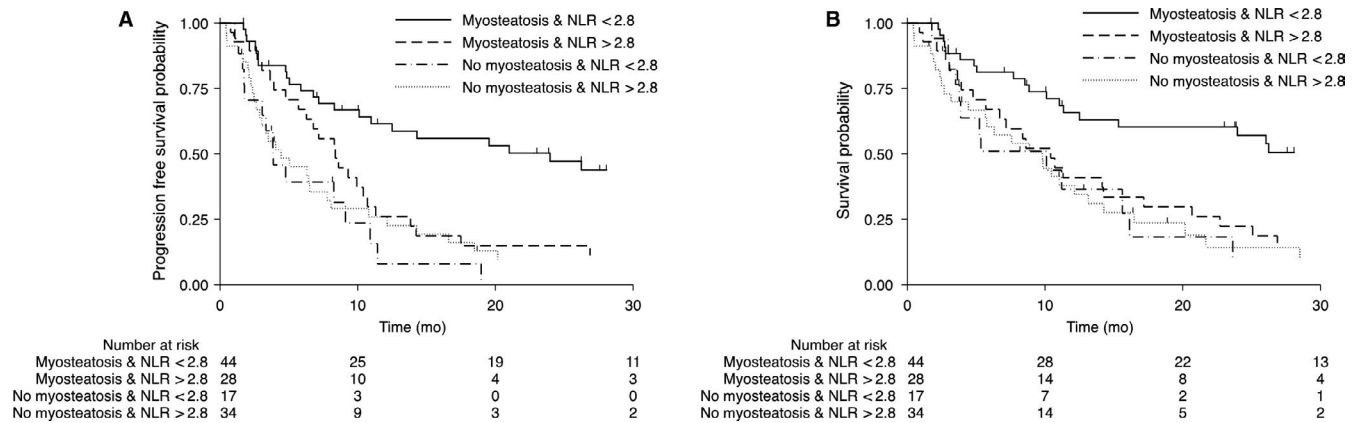 A
Progression free survival probability
1.00
0.75
0.50
0.25
0.00
Myosteatosis & NLR <2.8
Myosteatosis & NLR >2.8
No myosteatosis & NLR <2.8
No myosteatosis & NLR >2.8
0 10 20 30
Time (mo)
Number at risk
Myosteatosis & NLR <2.8 44 25 19 11
Myosteatosis & NLR >2.8 28 10 4 3
No myosteatosis & NLR <2.8 17 3 0 0
No myosteatosis & NLR >2.8 34 9 3 2
B
Survival probability
1.00
0.75
0.50
0.25
0.00
Myosteatosis & NLR <2.8
Myosteatosis & NLR >2.8
No myosteatosis & NLR <2.8
No myosteatosis & NLR >2.8
0 10 20 30
Time (mo)
Number at risk
Myosteatosis & NLR <2.8 44 28 22 13
Myosteatosis & NLR >2.8 28 14 8 4
No myosteatosis & NLR <2.8 17 7 2 1
No myosteatosis & NLR >2.8 34 14 5 2